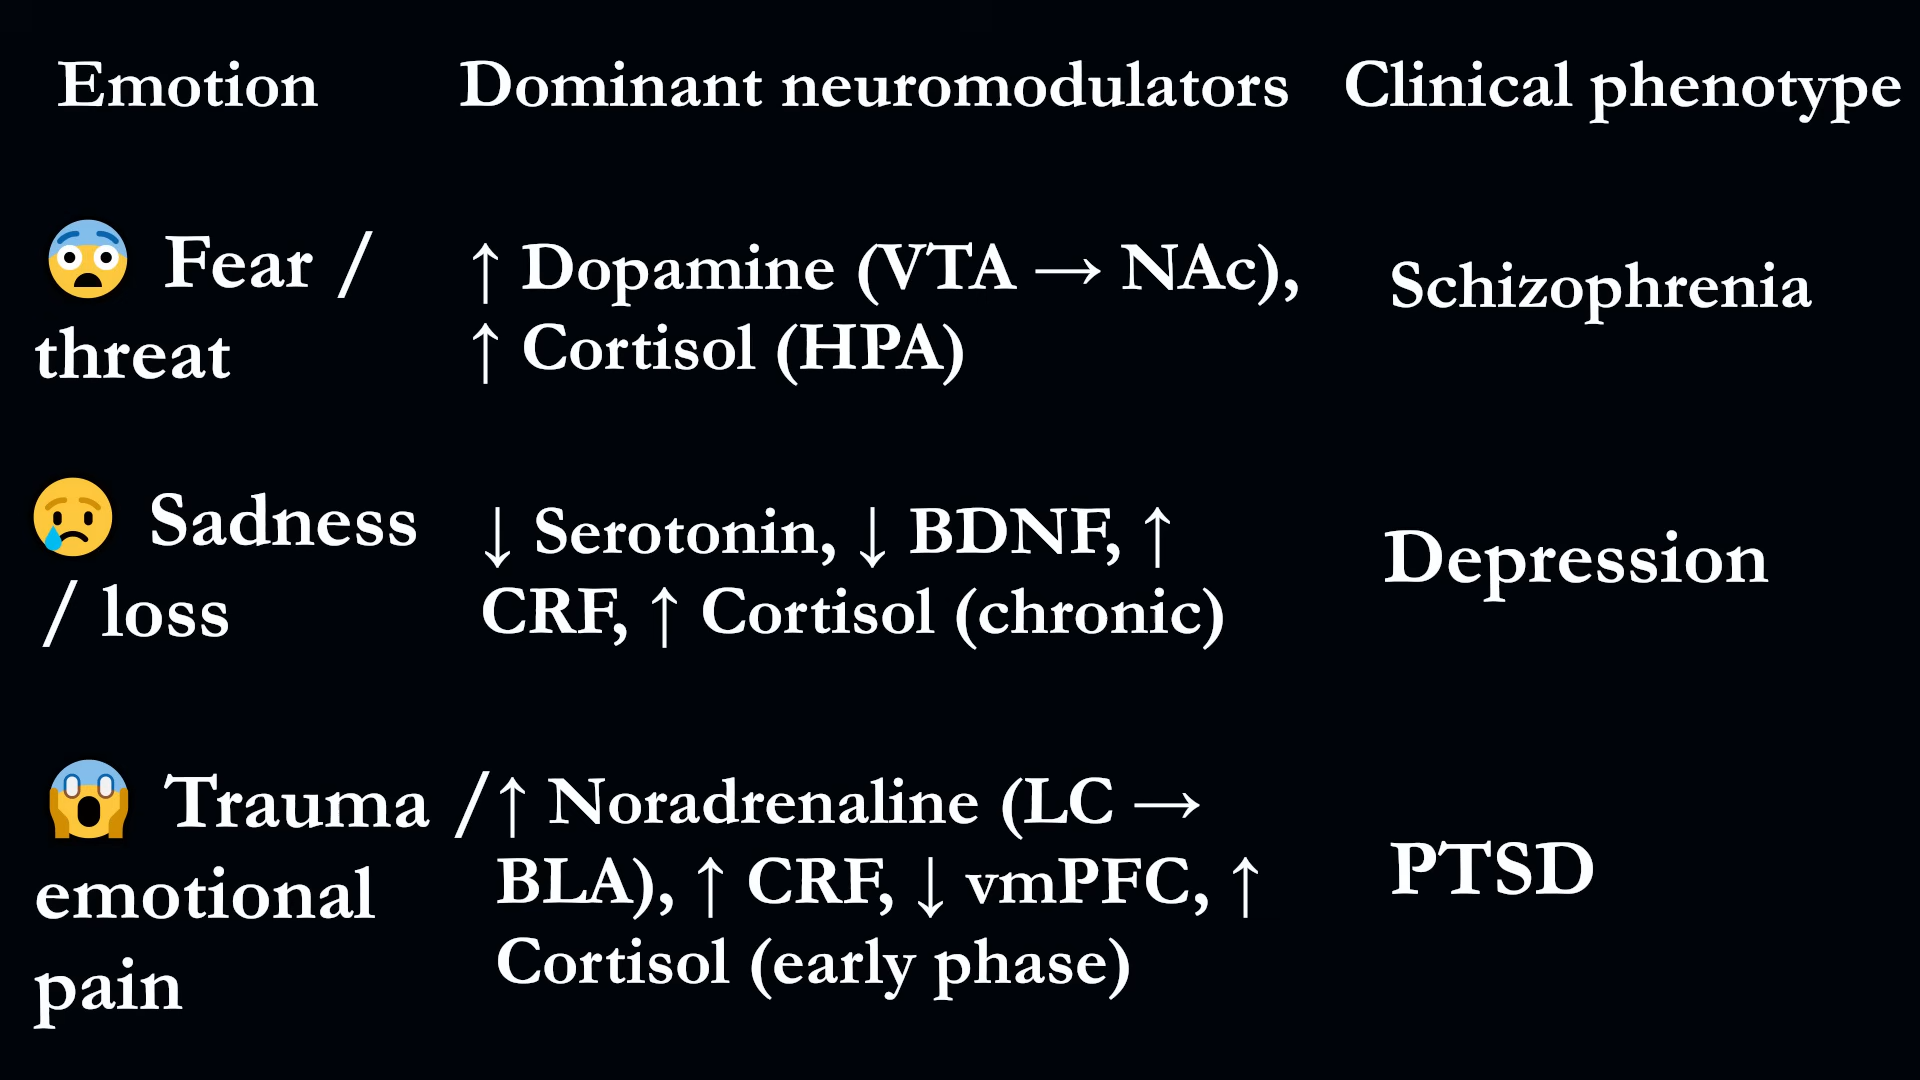 Emotion Dominant neuromodulators Clinical phenotype
😨 Fear /
threat
↑ Dopamine (VTA → NAc),
↑ Cortisol (HPA)
Schizophrenia
😢 Sadness
/ loss
↓ Serotonin, ↓ BDNF, ↑
CRF, ↑ Cortisol (chronic)
Depression
😱 Trauma /
emotional
pain
↑ Noradrenaline (LC →
BLA), ↑ CRF, ↓ vmPFC, ↑
Cortisol (early phase)
PTSD